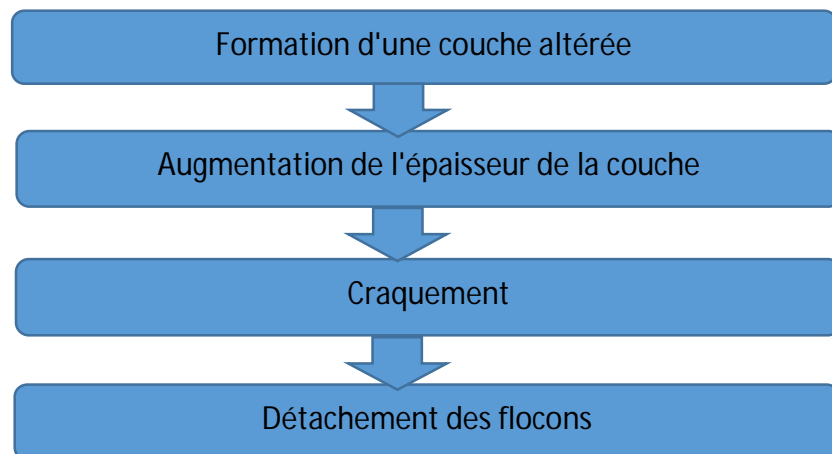 Formation d'une couche altérée
Augmentation de l'épaisseur de la couche
Craquement
Détachement des flocons